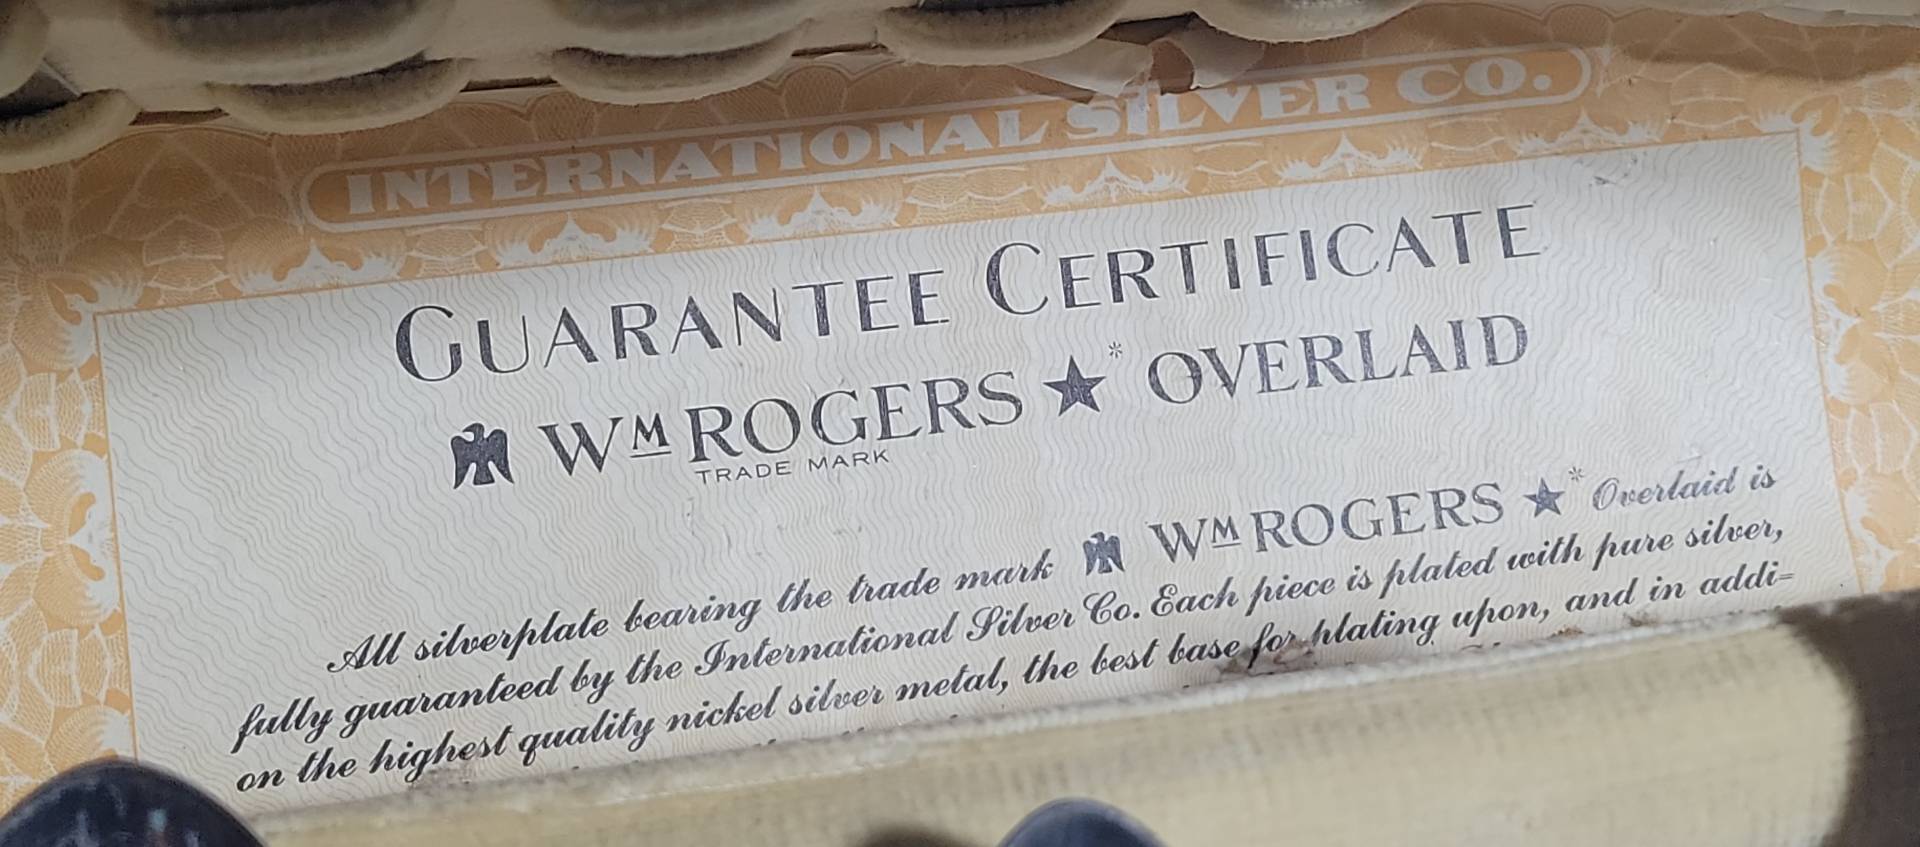 INTERNATIONAL SILVER CO.
GUARANTEE CERTIFICATE
WM ROGERS ★* OVERLAID
TRADE MARK
All silverplate bearing the trade mark WM ROGERS ★* Overlaid is
fully guaranteed by the International Silver Co. Each piece is plated with pure silver,
on the highest quality nickel silver metal, the best base for plating upon, and in addi=